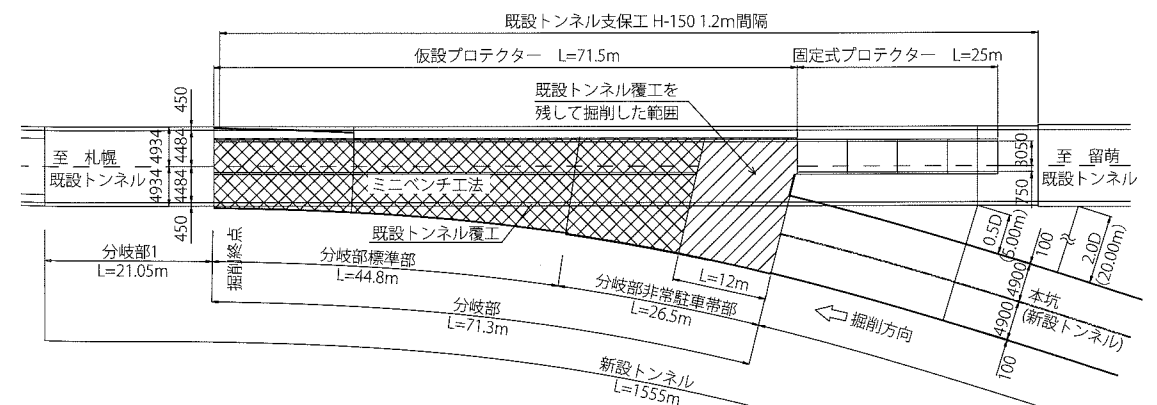 既設トンネル支保工 H-150 1.2m間隔
仮設プロテクター L=71.5m
固定式プロテクター L=25m
既設トンネル覆工を
残して掘削した範囲
450
4934
4484
4934
4484
450
至 札幌
既設トンネル
ミニベンチ工法
既設トンネル覆工
3050
750
至 留萌
既設トンネル
分岐部1
L=21.05m
掘削終点
分岐部標準部
L=44.8m
分岐部非常駐車帯部
L=26.5m
L=12m
分岐部
L=71.3m
新設トンネル
L=1555m
掘削方向
0.5D
(5.00m)
100
4900
4900
100
2.0D
(20.00m)
本坑
(新設トンネル)